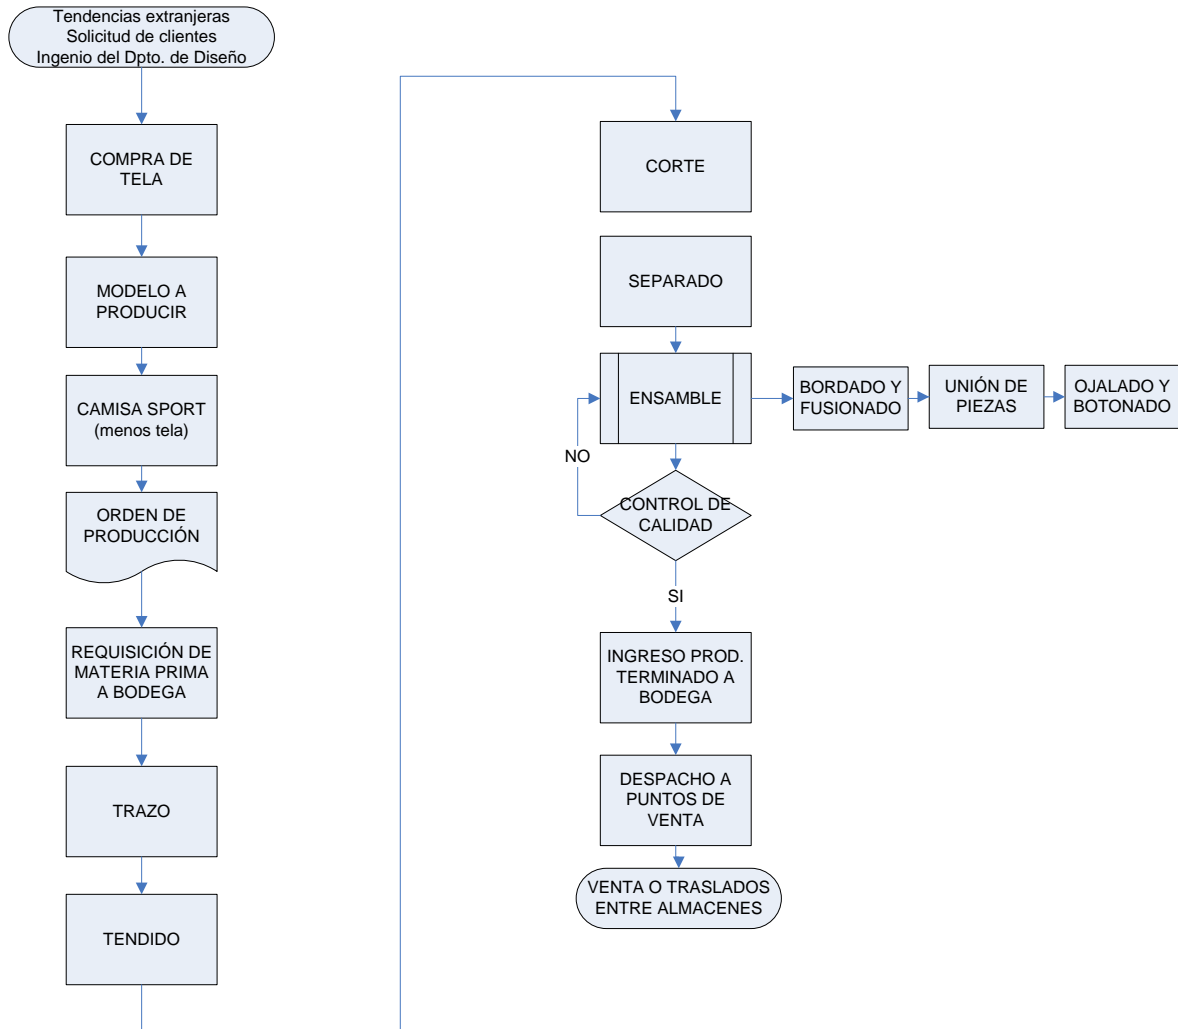 Tendencias extranjeras
Solicitud de clientes
Ingenio del Dpto. de Diseño
COMPRA DE
TELA
MODELO A
PRODUCIR
CAMISA SPORT
(menos tela)
ORDEN DE
PRODUCCIÓN
REQUISICIÓN DE
MATERIA PRIMA
A BODEGA
TRAZO
TENDIDO
CORTE
SEPARADO
ENSAMBLE
BORDADO Y
FUSIONADO
UNIÓN DE
PIEZAS
OJALADO Y
BOTONADO
NO
CONTROL DE
CALIDAD
SI
INGRESO PROD.
TERMINADO A
BODEGA
DESPACHO A
PUNTOS DE
VENTA
VENTA O TRASLADOS
ENTRE ALMACENES